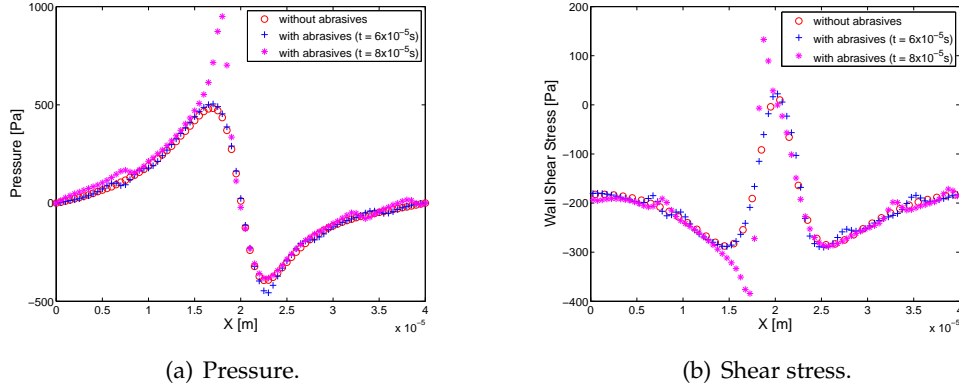 1000
500
0
−500
0
0.5
1
1.5
2
2.5
3
3.5
4
x 10⁻⁵
X [m]
Pressure [Pa]
without abrasives
with abrasives (t = 6x10⁻⁵s)
with abrasives (t = 8x10⁻⁵s)
(a) Pressure.
200
100
0
−100
−200
−300
−400
0
0.5
1
1.5
2
2.5
3
3.5
4
x 10⁻⁵
X [m]
Wall Shear Stress [Pa]
without abrasives
with abrasives (t = 6x10⁻⁵s)
with abrasives (t = 8x10⁻⁵s)
(b) Shear stress.